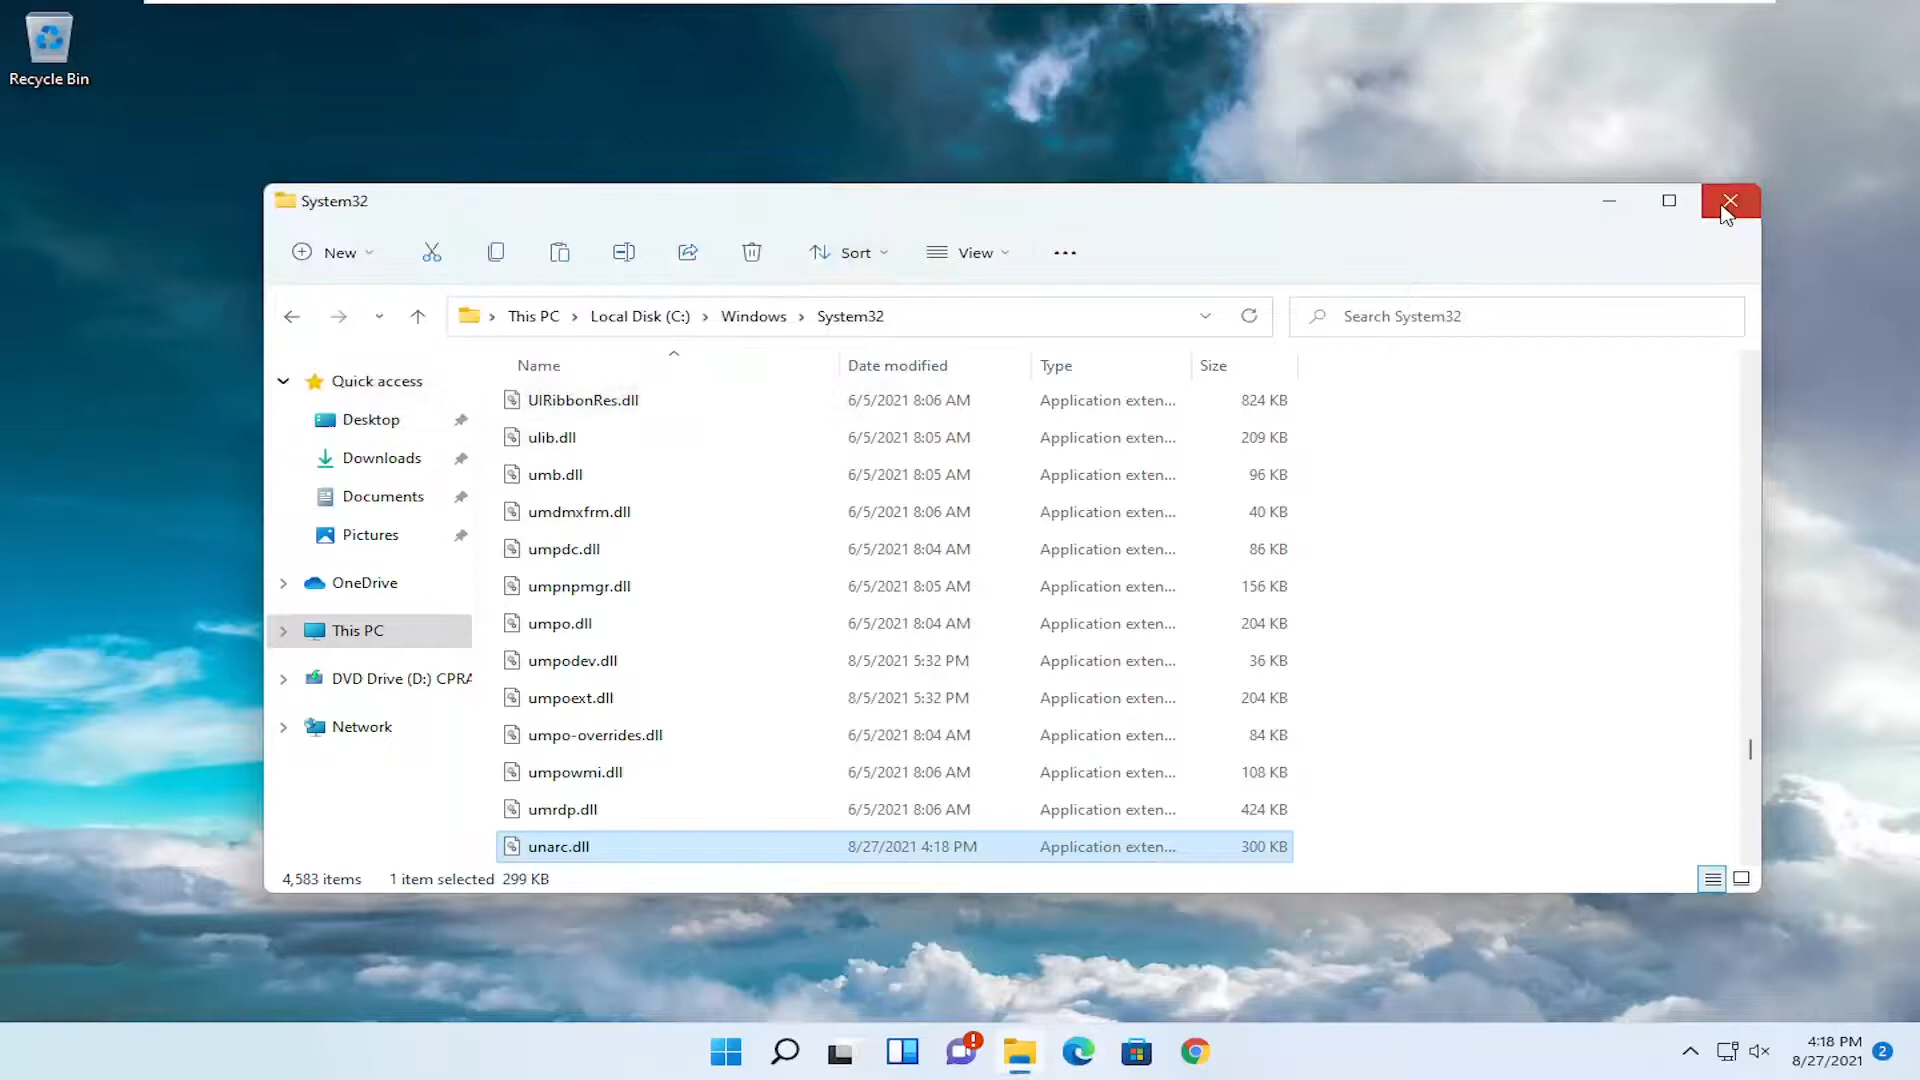 Recycle Bin
System32
New
Sort
View
This PC
Local Disk (C:)
Windows
System32
Search System32
Name Date modified Type Size
Quick access
Desktop
Downloads
Documents
Pictures
OneDrive
This PC
DVD Drive (D:) CPRA
Network
UIRibbonRes.dll 6/5/2021 8:06 AM Application exten... 824 KB
ulib.dll 6/5/2021 8:05 AM Application exten... 209 KB
umb.dll 6/5/2021 8:05 AM Application exten... 96 KB
umdmxfrm.dll 6/5/2021 8:06 AM Application exten... 40 KB
umpdc.dll 6/5/2021 8:04 AM Application exten... 86 KB
umpnpmgr.dll 6/5/2021 8:05 AM Application exten... 156 KB
umpo.dll 6/5/2021 8:04 AM Application exten... 204 KB
umpodev.dll 8/5/2021 5:32 PM Application exten... 36 KB
umpoext.dll 8/5/2021 5:32 PM Application exten... 204 KB
umpo-overrides.dll 6/5/2021 8:04 AM Application exten... 84 KB
umpowmi.dll 6/5/2021 8:06 AM Application exten... 108 KB
umrdp.dll 6/5/2021 8:06 AM Application exten... 424 KB
unarc.dll 8/27/2021 4:18 PM Application exten... 300 KB
4,583 items 1 item selected 299 KB
4:18 PM
8/27/2021
2